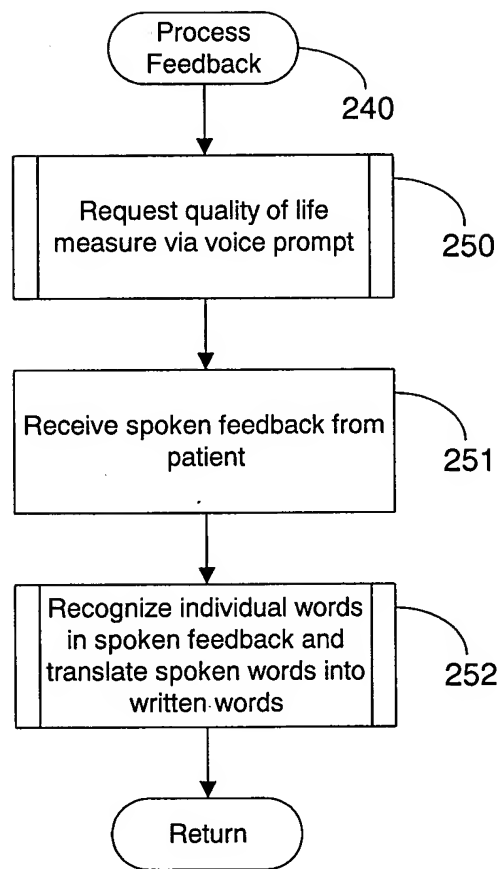 Process
Feedback
240
Request quality of life
measure via voice prompt
250
Receive spoken feedback from
patient
251
Recognize individual words
in spoken feedback and
translate spoken words into
written words
252
Return